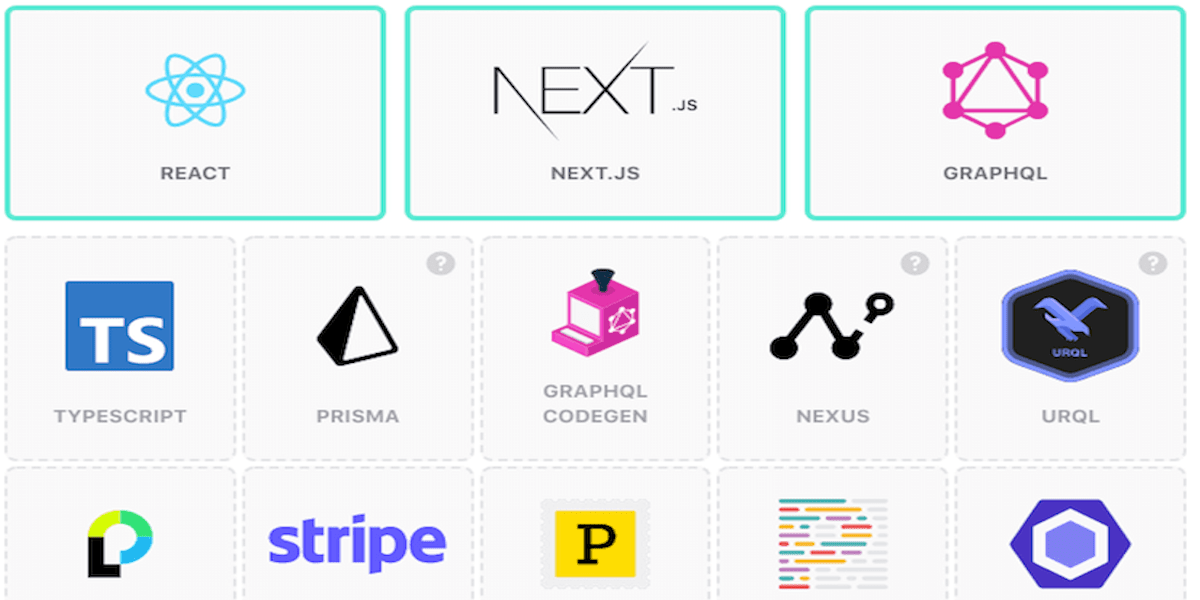 NEXT
.JS
REACT
NEXT.JS
GRAPHQL
?
?
?
TS
URQL
GRAPHQL
CODEGEN
TYPESCRIPT
PRISMA
NEXUS
URQL
stripe
P